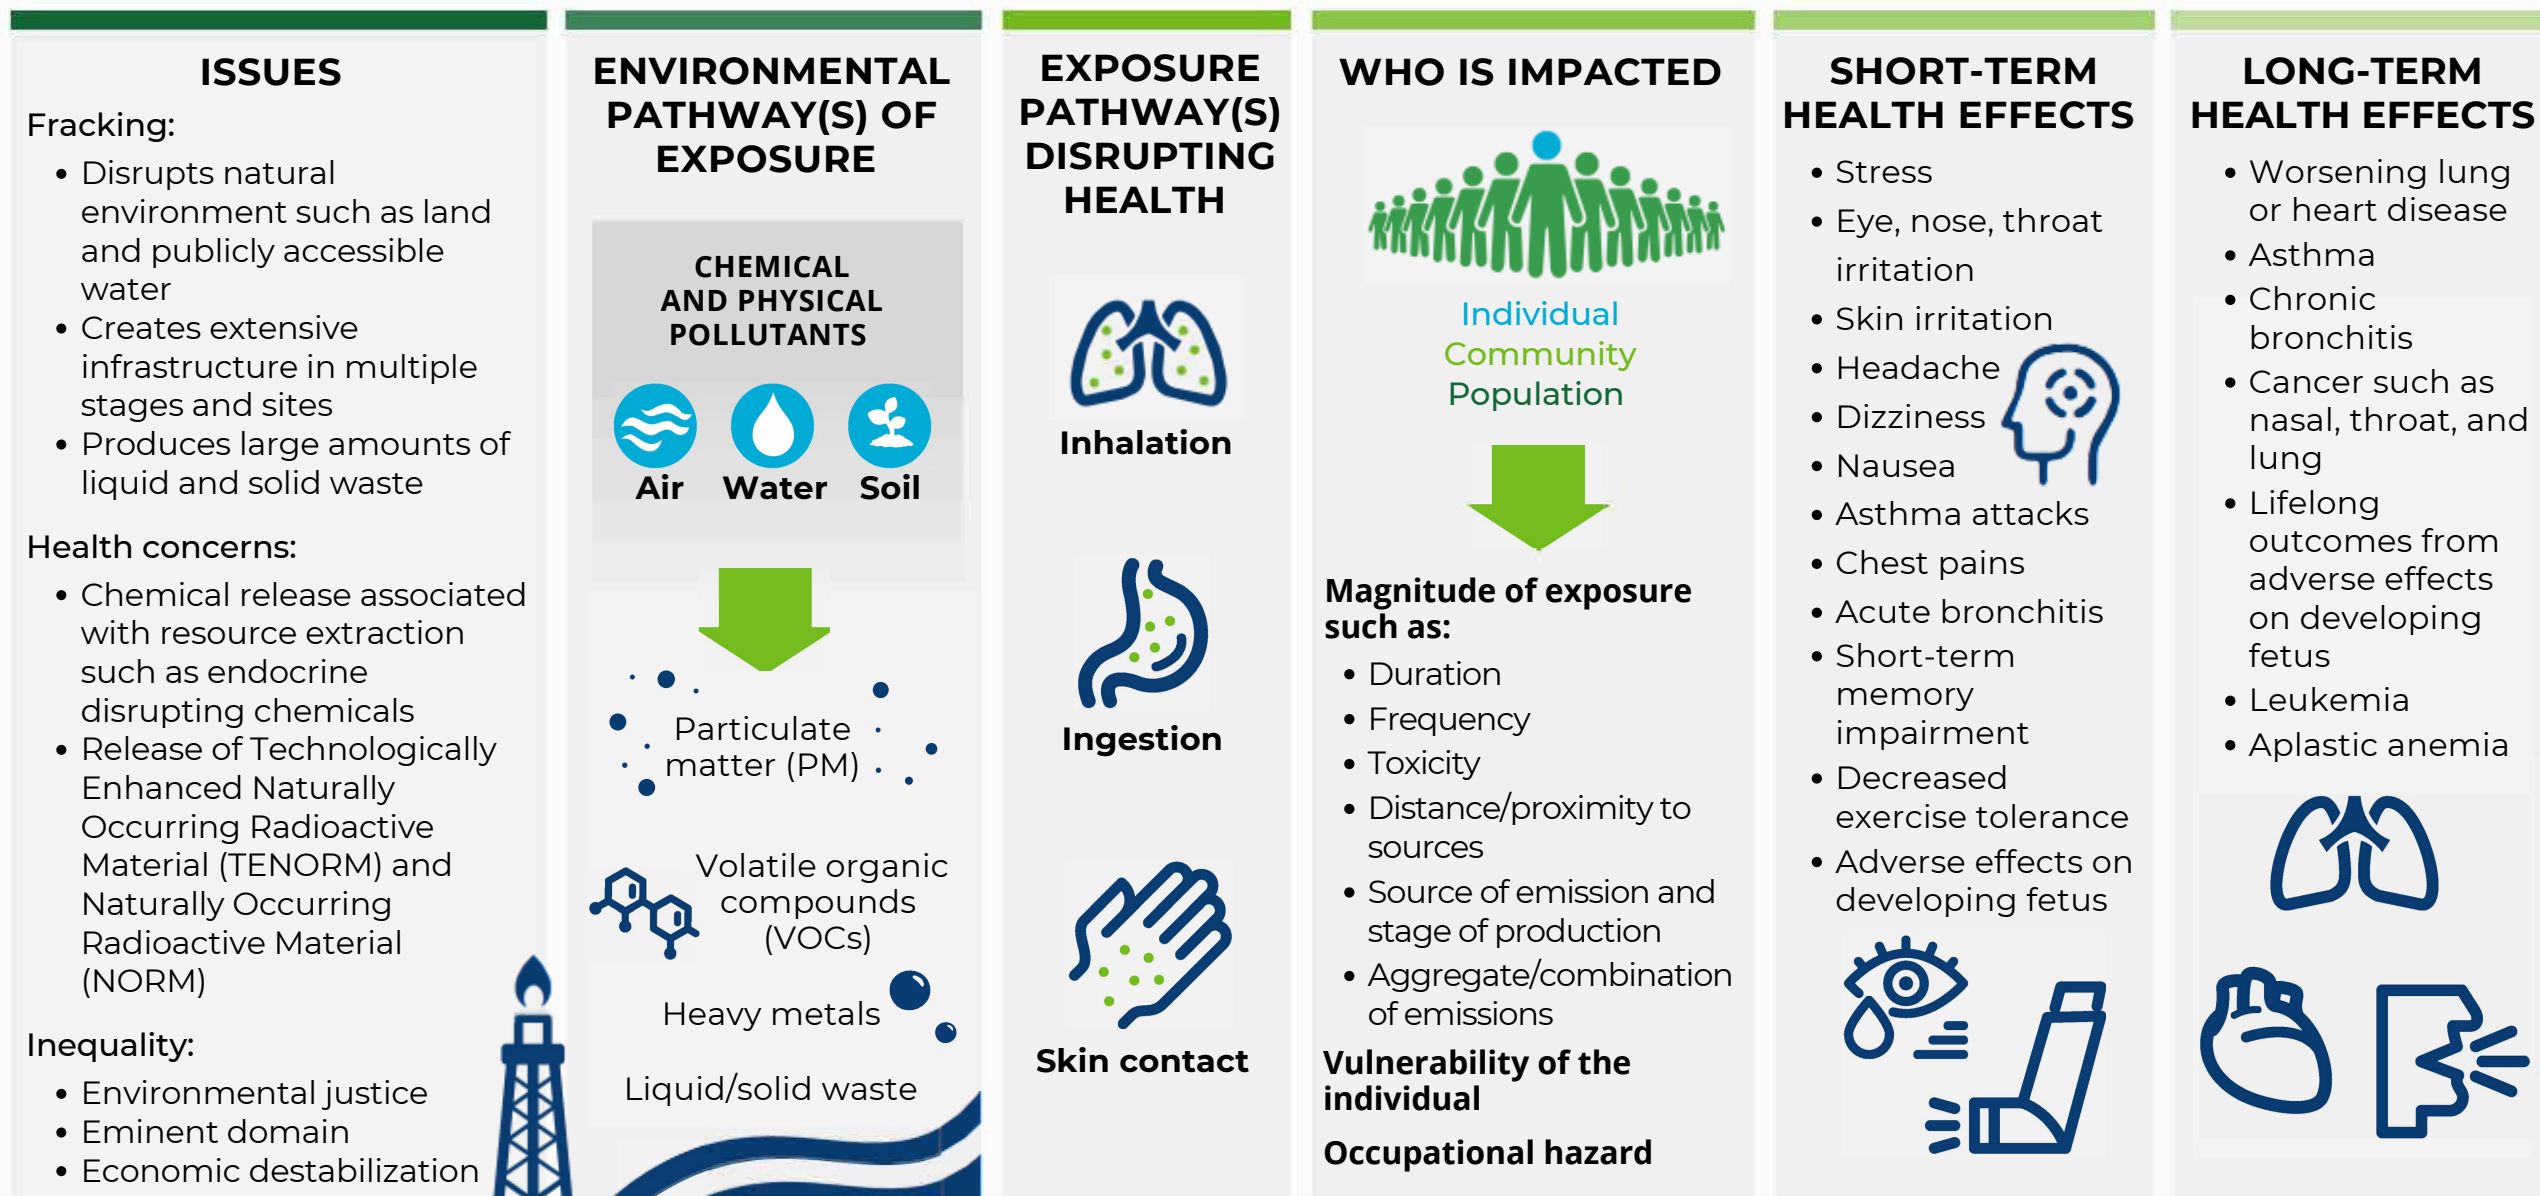 ISSUES
Fracking:
• Disrupts natural
environment such as land
and publicly accessible
water
• Creates extensive
infrastructure in multiple
stages and sites
• Produces large amounts of
liquid and solid waste
Health concerns:
• Chemical release associated
with resource extraction
such as endocrine
disrupting chemicals
• Release of Technologically
Enhanced Naturally
Occurring Radioactive
Material (TENORM) and
Naturally Occurring
Radioactive Material
(NORM)
Inequality:
• Environmental justice
• Eminent domain
• Economic destabilization
ENVIRONMENTAL
PATHWAY(S) OF
EXPOSURE
CHEMICAL
AND PHYSICAL
POLLUTANTS
Air Water Soil
Particulate
matter (PM)
Volatile organic
compounds
(VOCs)
Heavy metals
Liquid/solid waste
EXPOSURE
PATHWAY(S)
DISRUPTING
HEALTH
Inhalation
Ingestion
Skin contact
WHO IS IMPACTED
Individual
Community
Population
Magnitude of exposure
such as:
• Duration
• Frequency
• Toxicity
• Distance/proximity to
sources
• Source of emission and
stage of production
• Aggregate/combination
of emissions
Vulnerability of the
individual
Occupational hazard
SHORT-TERM
HEALTH EFFECTS
• Stress
• Eye, nose, throat
irritation
• Skin irritation
• Headache
• Dizziness
• Nausea
• Asthma attacks
• Chest pains
• Acute bronchitis
• Short-term
memory
impairment
• Decreased
exercise tolerance
• Adverse effects on
developing fetus
LONG-TERM
HEALTH EFFECTS
• Worsening lung
or heart disease
• Asthma
• Chronic
bronchitis
• Cancer such as
nasal, throat, and
lung
• Lifelong
outcomes from
adverse effects
on developing
fetus
• Leukemia
• Aplastic anemia